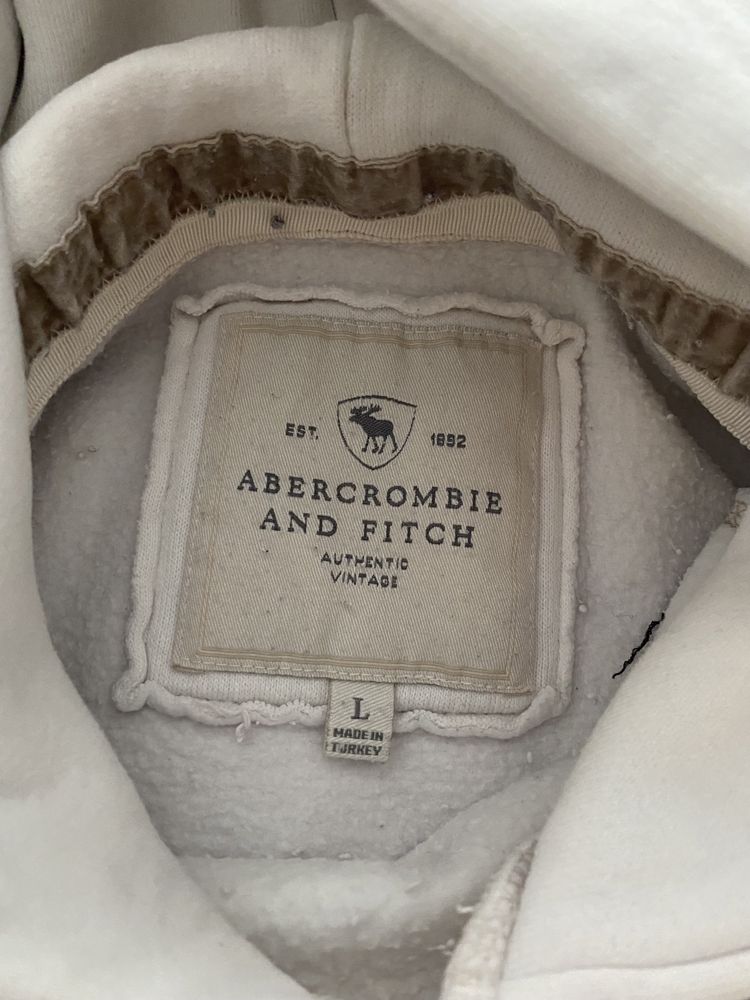 EST. 1892
ABERCROMBIE
AND FITCH
AUTHENTIC
VINTAGE
L
MADE IN
TURKEY